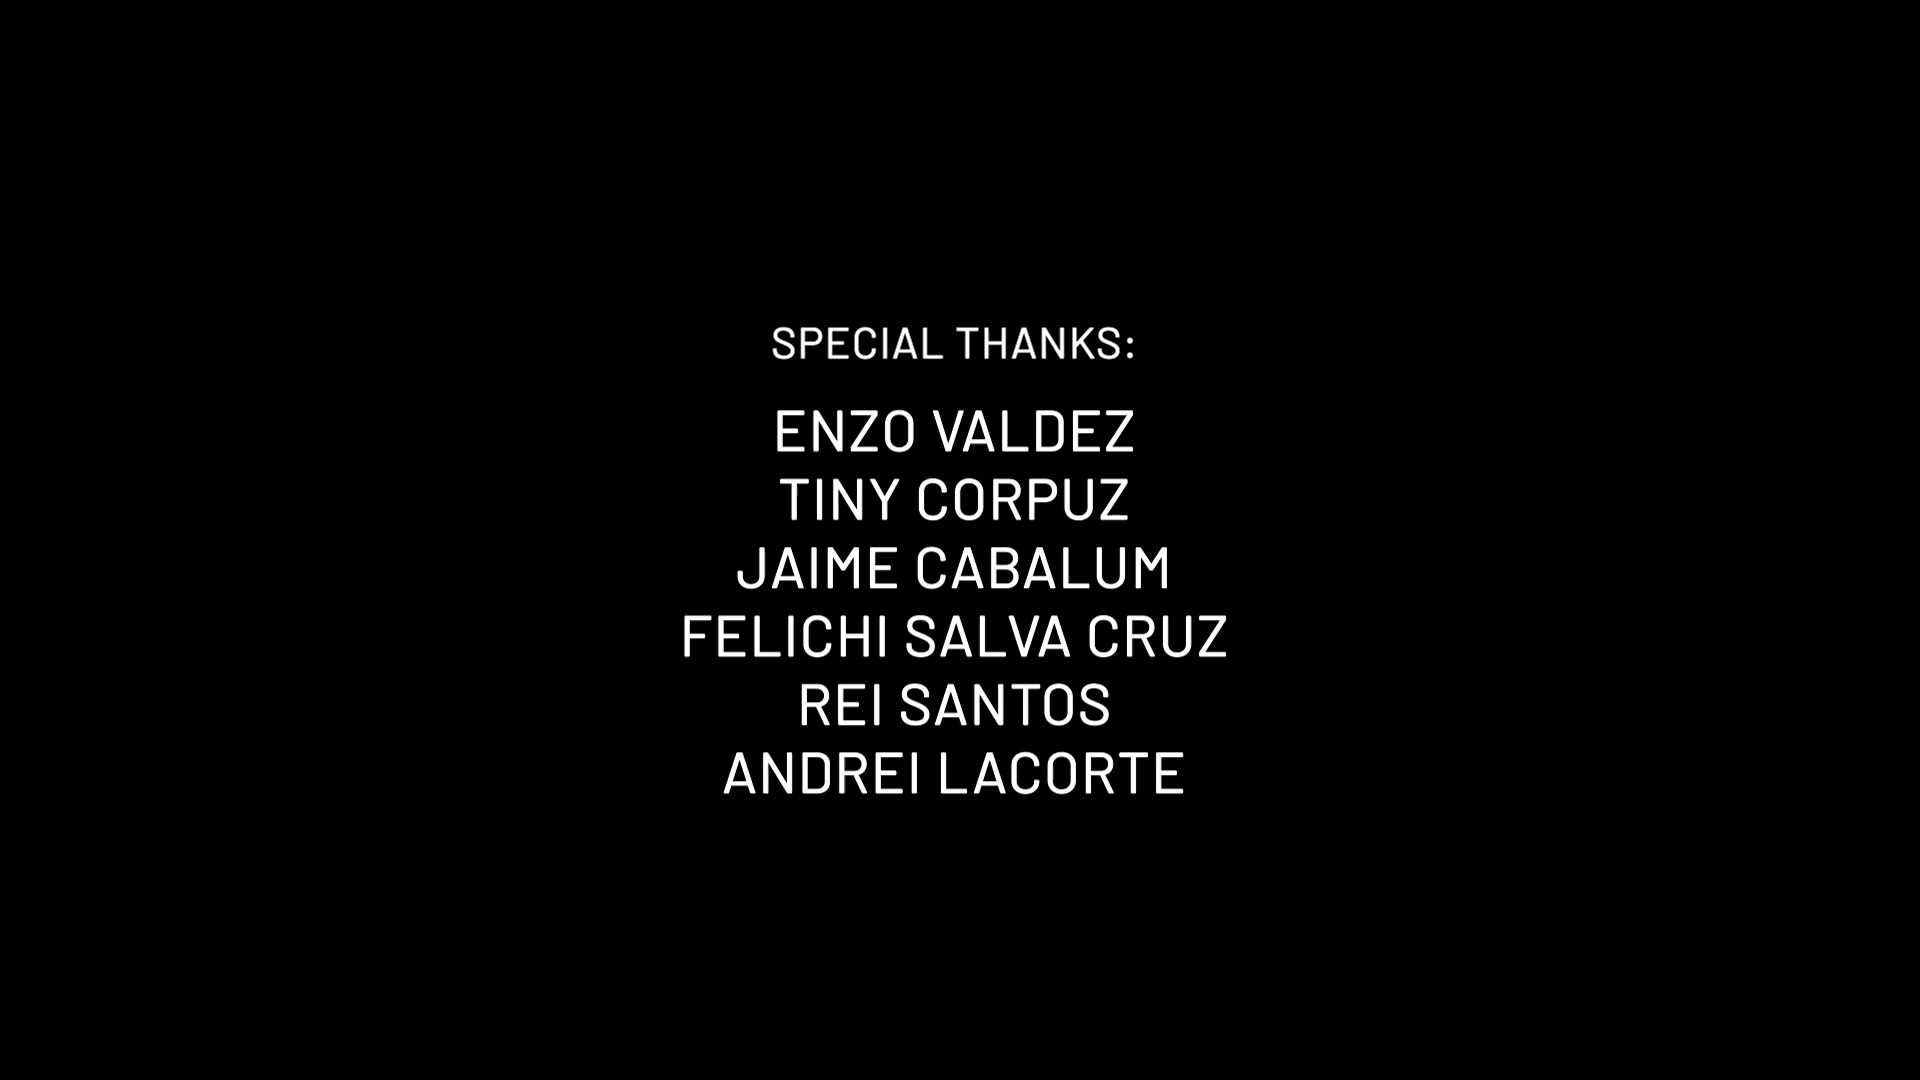 SPECIAL THANKS:
ENZO VALDEZ
TINY CORPUZ
JAIME CABALUM
FELICHI SALVA CRUZ
REI SANTOS
ANDREI LACORTE